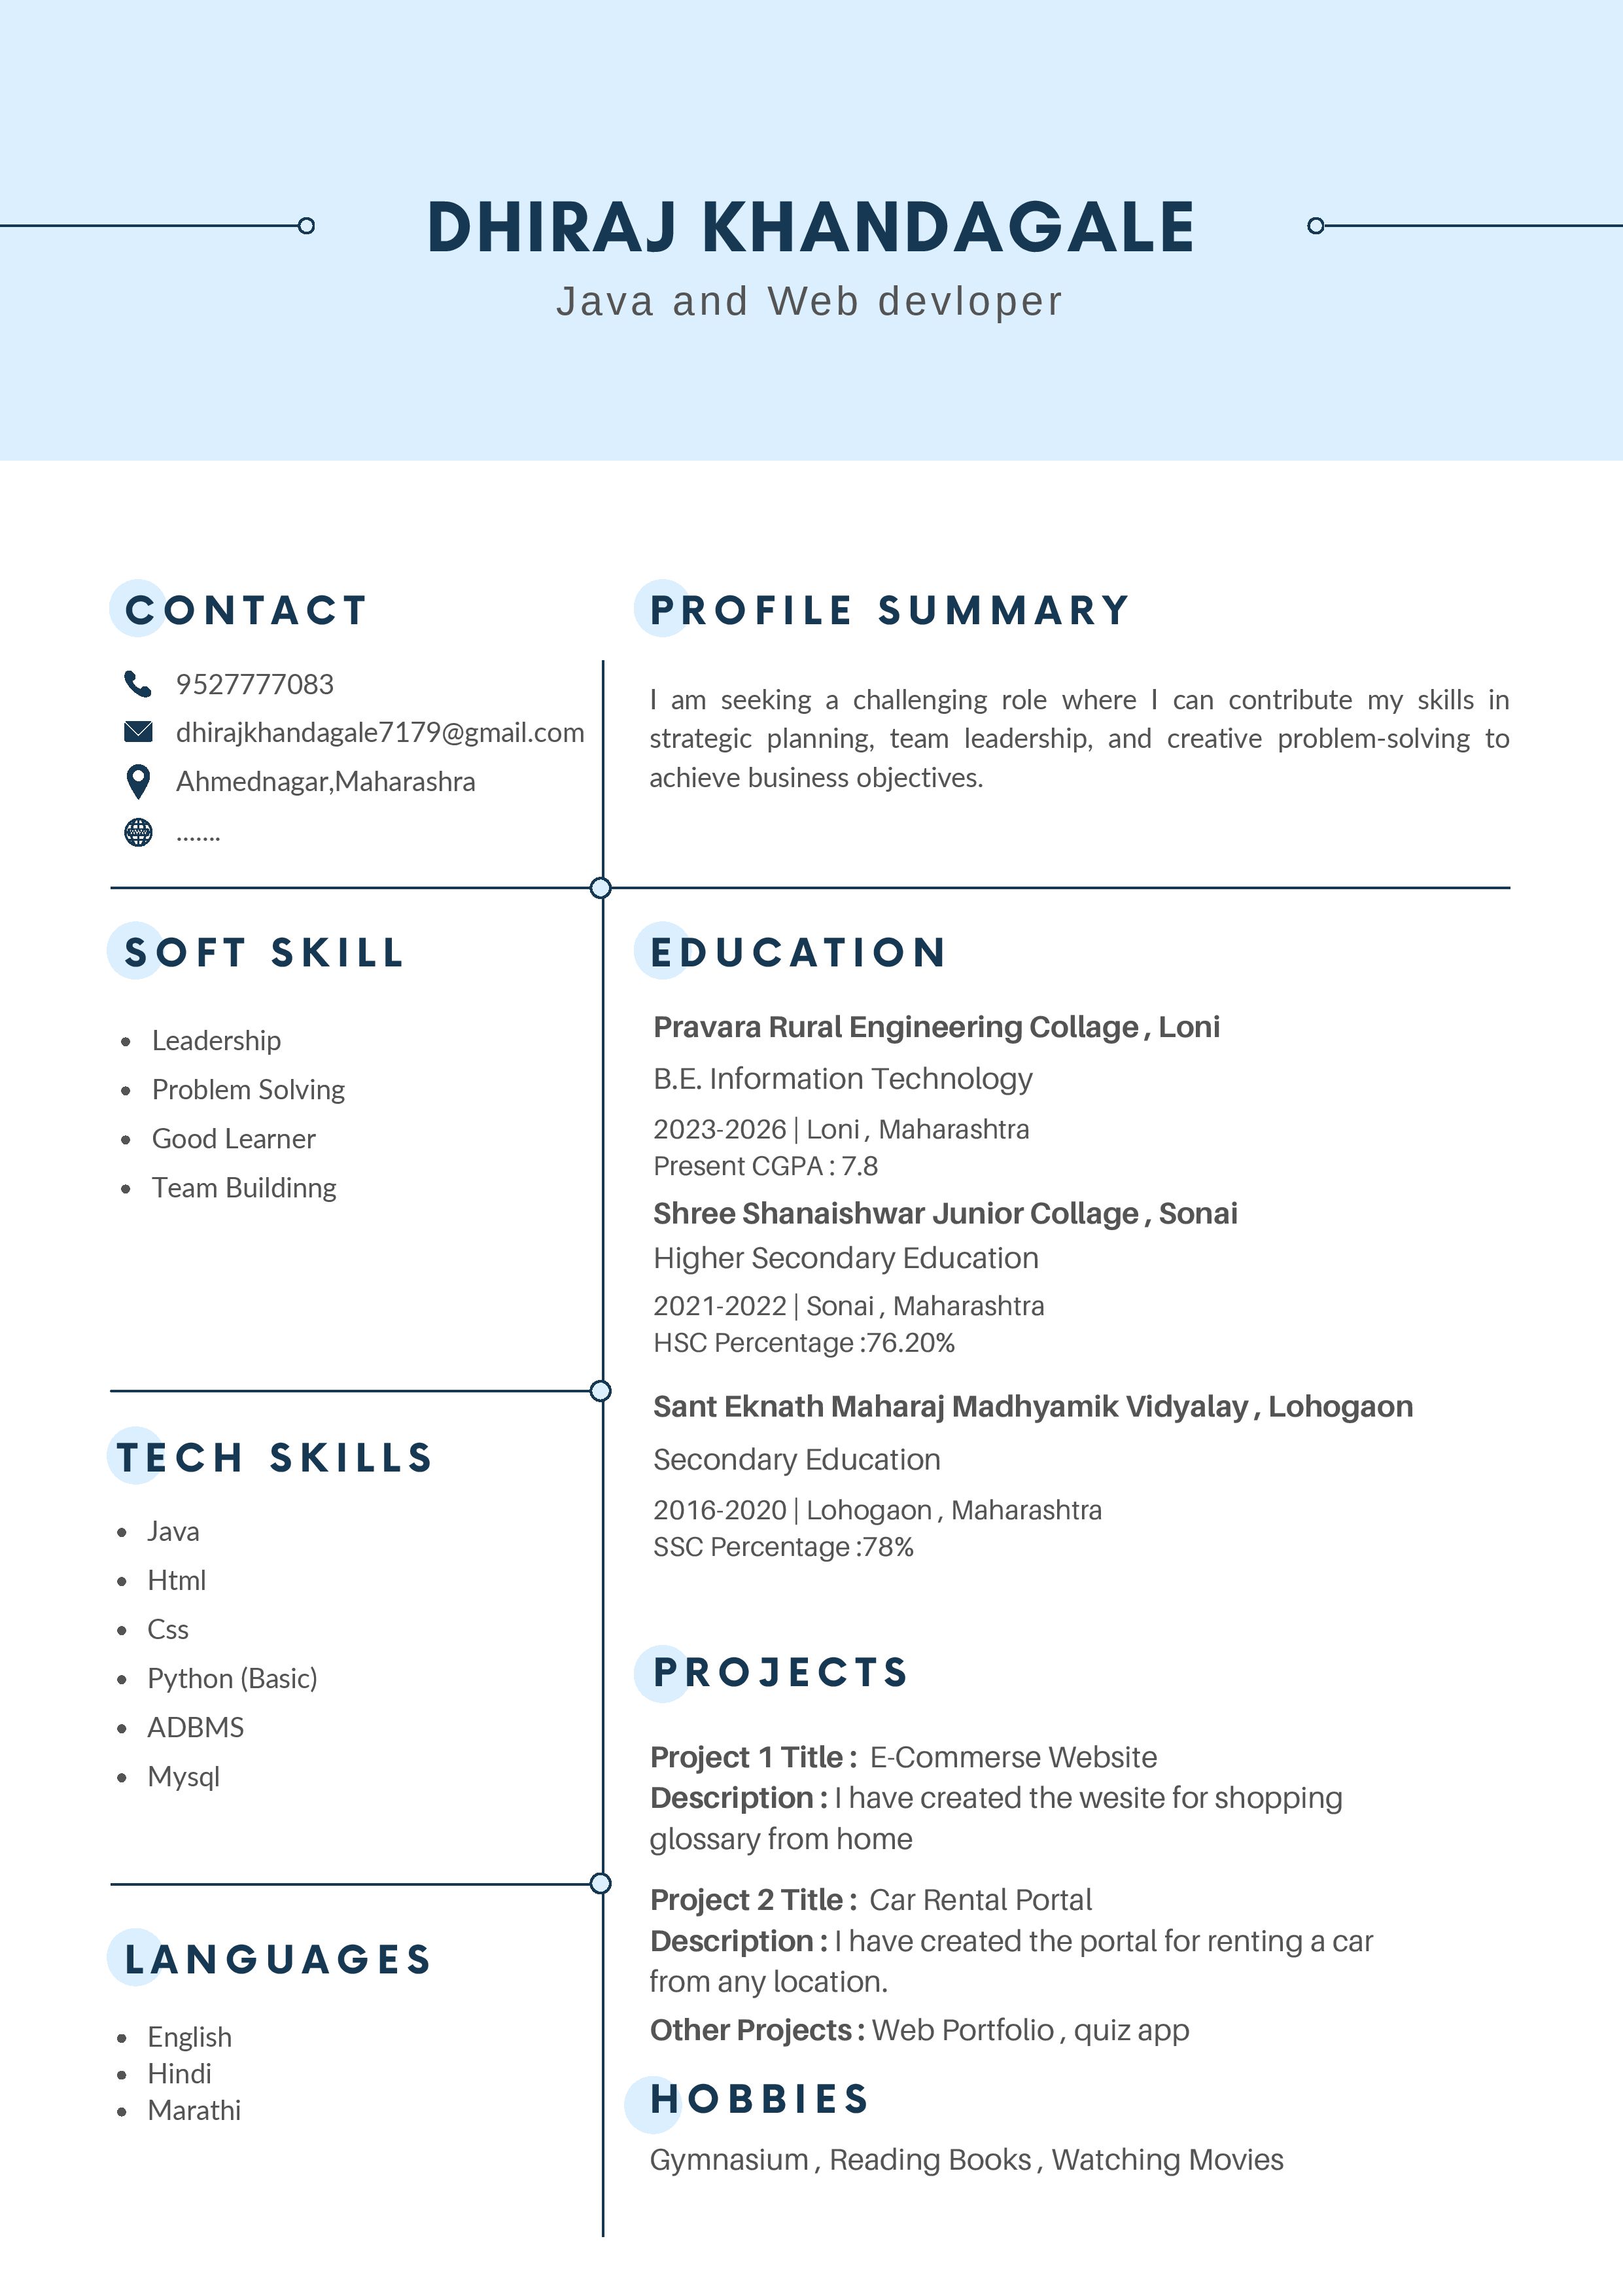 DHIRAJ KHANDAGALE
Java and Web devloper
CONTACT
9527777083
dhirajkhandagale7179@gmail.com
Ahmednagar,Maharashra
.......
PROFILE SUMMARY
I am seeking a challenging role where I can contribute my skills in
strategic planning, team leadership, and creative problem-solving to
achieve business objectives.
SOFT SKILL
Leadership
Problem Solving
Good Learner
Team Buildinng
TECH SKILLS
Java
Html
Css
Python (Basic)
ADBMS
Mysql
LANGUAGES
English
Hindi
Marathi
EDUCATION
Pravara Rural Engineering Collage , Loni
B.E. Information Technology
2023-2026 | Loni , Maharashtra
Present CGPA : 7.8
Shree Shanaishwar Junior Collage , Sonai
Higher Secondary Education
2021-2022 | Sonai , Maharashtra
HSC Percentage :76.20%
Sant Eknath Maharaj Madhyamik Vidyalay , Lohogaon
Secondary Education
2016-2020 | Lohogaon , Maharashtra
SSC Percentage :78%
PROJECTS
Project 1 Title : E-Commerse Website
Description : I have created the wesite for shopping
glossary from home
Project 2 Title : Car Rental Portal
Description : I have created the portal for renting a car
from any location.
Other Projects : Web Portfolio , quiz app
HOBBIES
Gymnasium , Reading Books , Watching Movies